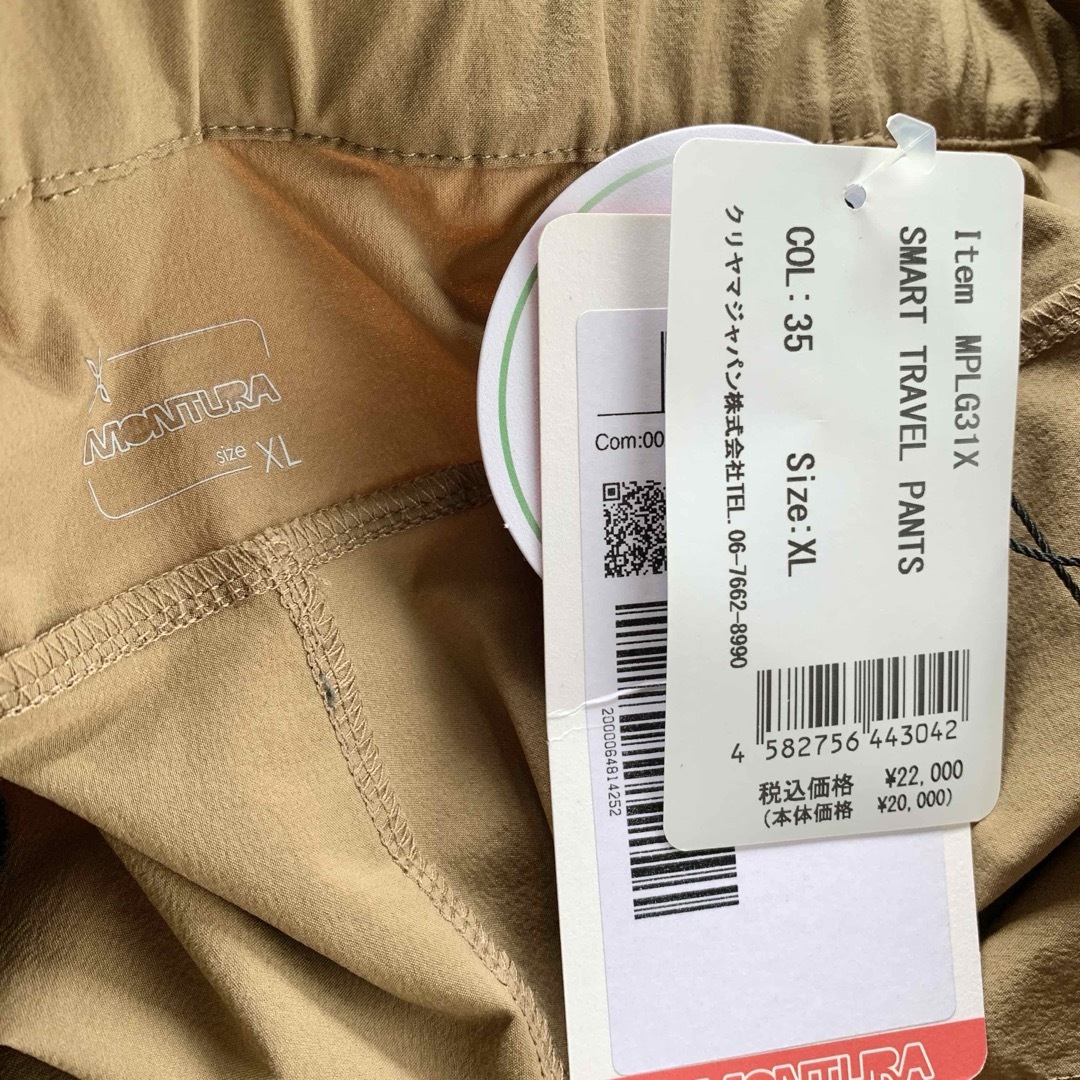 MONTURA
size XL
Item MPLG31X
SMART TRAVEL PANTS
COL:35 Size:XL
クリヤマジャパン株式会社TEL.06-7662-8990
4 582756 443042
税込価格 ¥22,000
(本体価格 ¥20,000)
Com:00
2000064814252
MONTURA